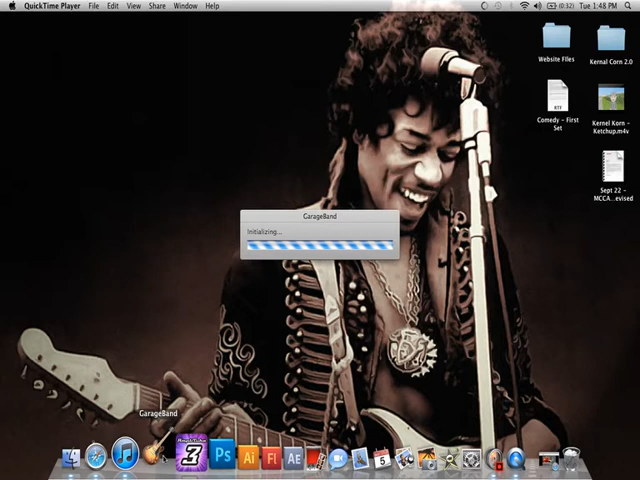 QuickTime Player File Edit View Share Window Help (0:32) Tue 1:48 PM
Website Files
Kernal Corn 2.0
RTF
Comedy - First
Set
Kernel Korn -
Ketchup.m4v
Sept 22 -
MCCA...evised
GarageBand
Initializing...
GarageBand
3
Ps
Ai
Fl
Ae
5